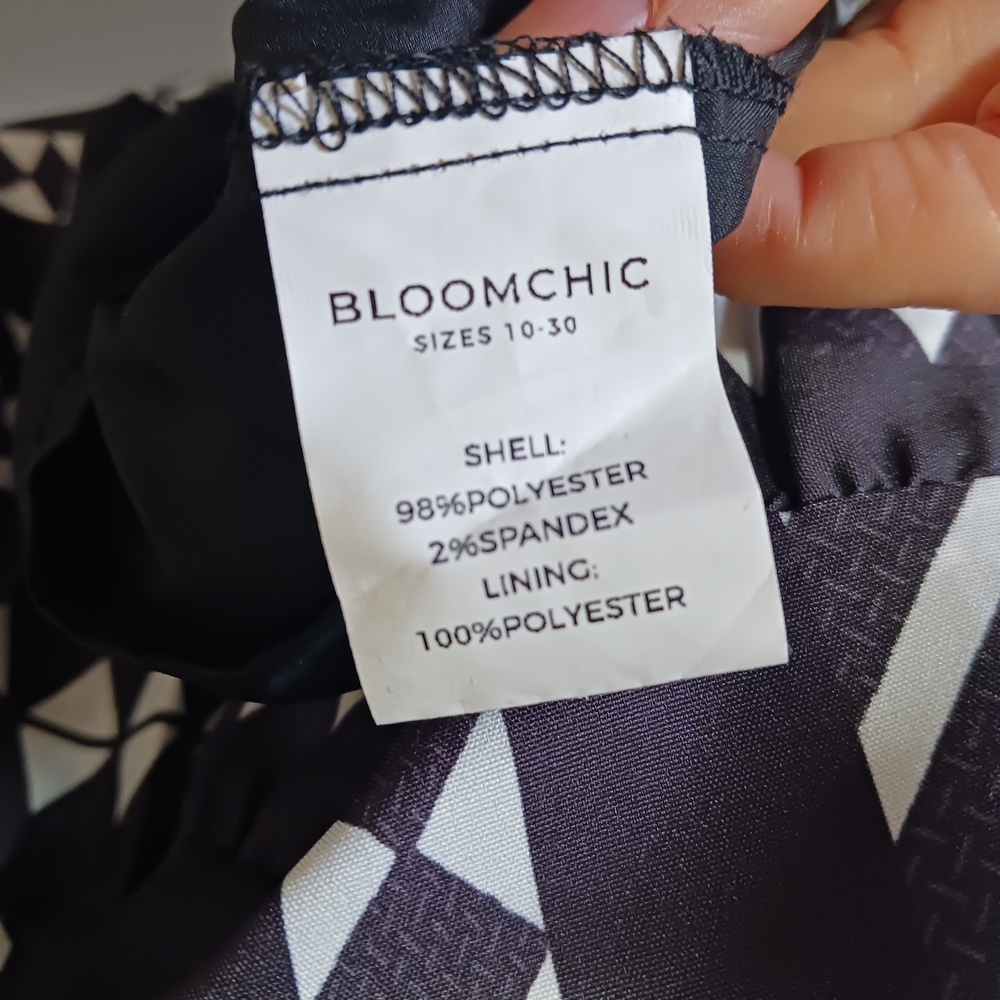 BLOOMCHIC
SIZES 10-30
SHELL:
98%POLYESTER
2%SPANDEX
LINING:
100%POLYESTER